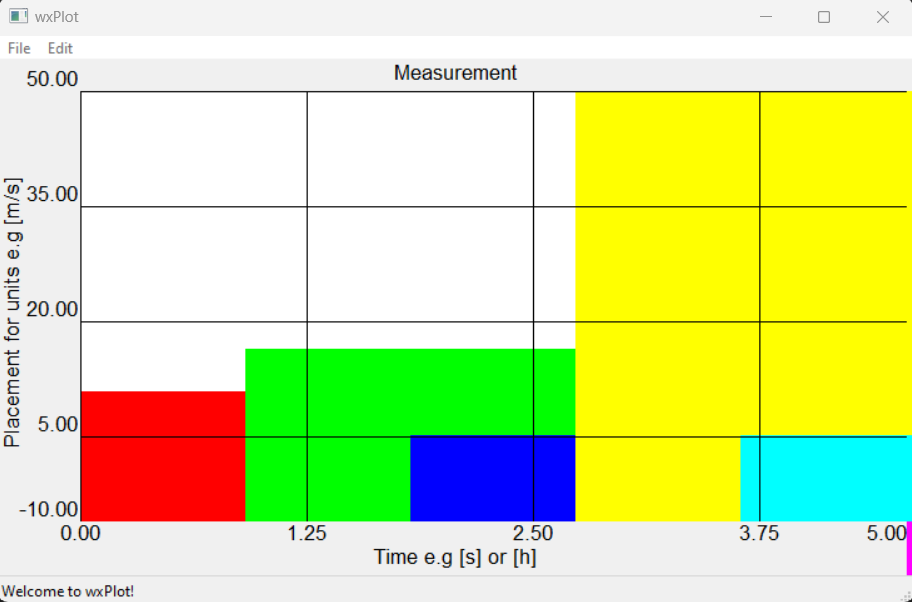 wxPlot
File Edit
Measurement
50.00
35.00
20.00
5.00
-10.00
Placement for units e.g [m/s]
0.00 1.25 2.50 3.75 5.00
Time e.g [s] or [h]
Welcome to wxPlot!